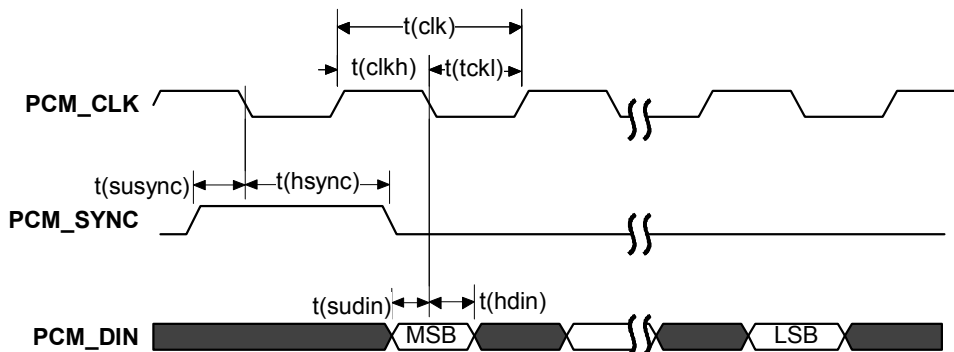 t(clk)
t(clkh) t(tckl)
PCM_CLK
t(susync) t(hsync)
PCM_SYNC
t(sudin) t(hdin)
PCM_DIN MSB LSB